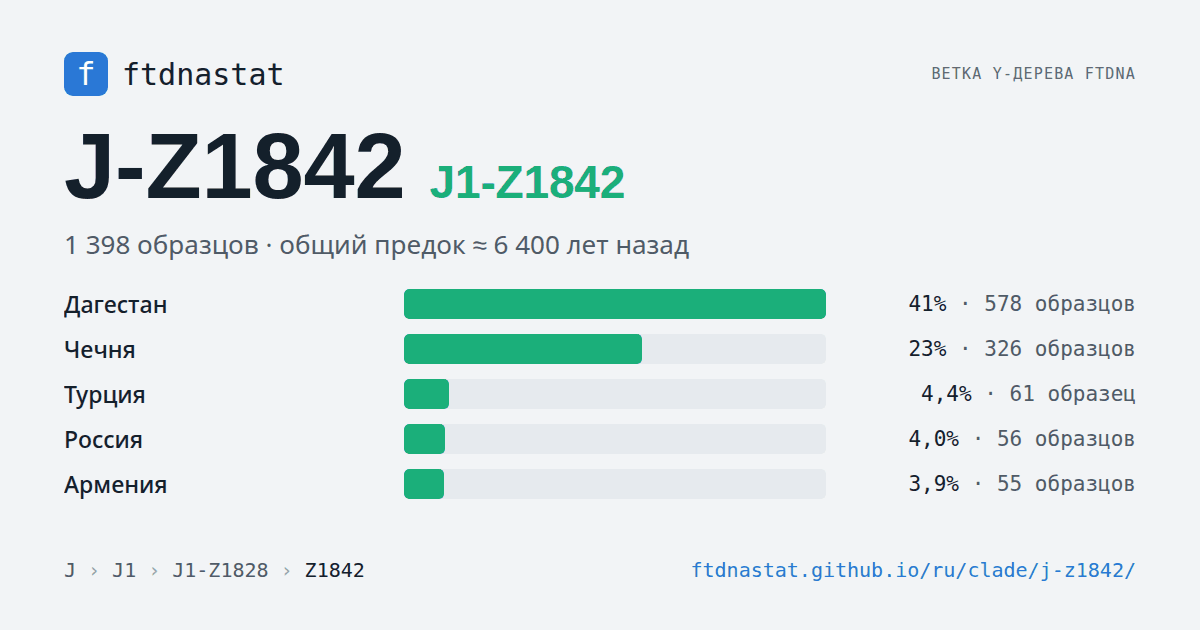 f ftdnastat
ВЕТКА Y-ДЕРЕВА FTDNA
J-Z1842 J1-Z1842
1 398 образцов · общий предок ≈ 6 400 лет назад
Дагестан 41% · 578 образцов
Чечня 23% · 326 образцов
Турция 4,4% · 61 образец
Россия 4,0% · 56 образцов
Армения 3,9% · 55 образцов
J › J1 › J1-Z1828 › Z1842
ftdnastat.github.io/ru/clade/j-z1842/